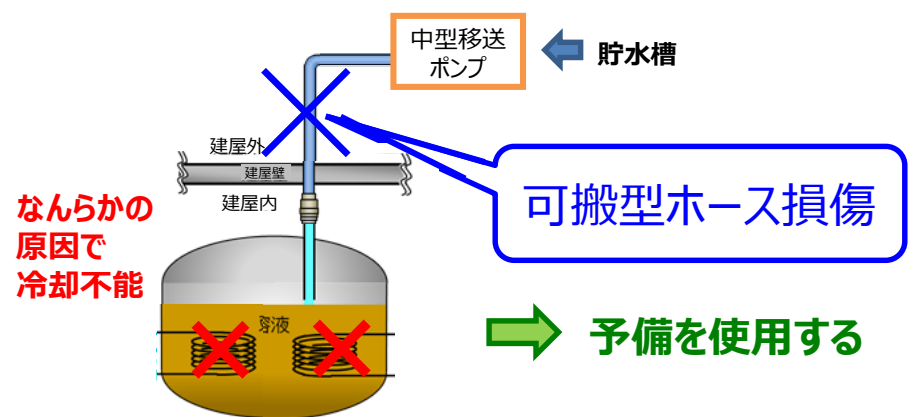 中型移送
ポンプ
貯水槽
建屋外
建屋壁
建屋内
可搬型ホース損傷
なんらかの
原因で
冷却不能
溶液
予備を使用する